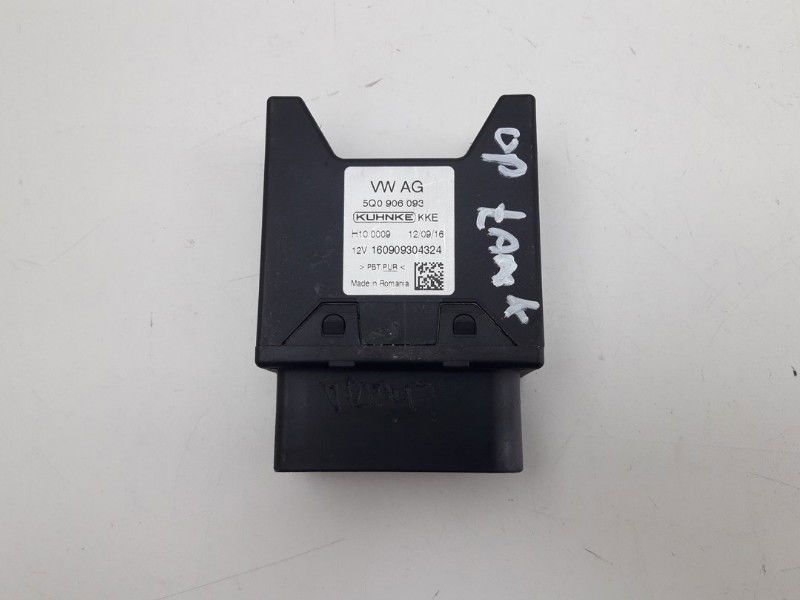 VW AG
5Q0 906 093
KUHNKE KKE
H10 0009 12/09/16
12V 160909304324
> PBT PUR <
Made in Romania
UP
tANK